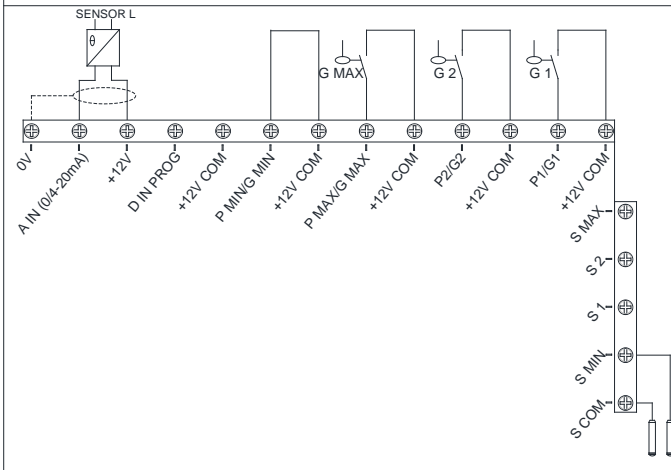 SENSOR L
θ
G MAX
G 2
G 1
0V
A IN (0/4-20mA)
+12V
D IN PROG
+12V COM
P MIN/G MIN
+12V COM
P MAX/G MAX
+12V COM
P2/G2
+12V COM
P1/G1
+12V COM
S MAX
S 2
S 1
S MIN
S COM